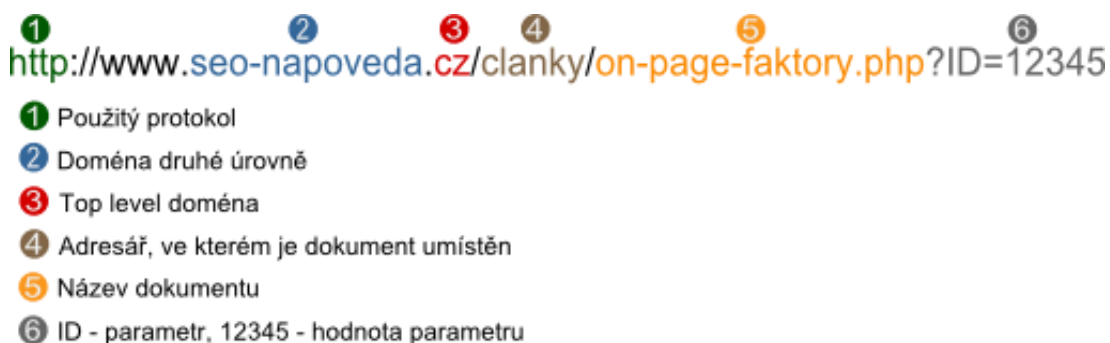 1 2 3 4 5 6
http://www.seo-napoveda.cz/clanky/on-page-faktory.php?ID=12345
1 Použitý protokol
2 Doména druhé úrovně
3 Top level doména
4 Adresář, ve kterém je dokument umístěn
5 Název dokumentu
6 ID - parametr, 12345 - hodnota parametru